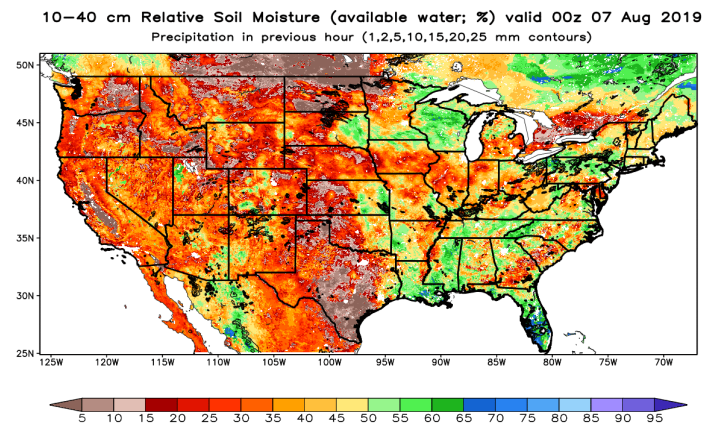 10-40 cm Relative Soil Moisture (available water; %) valid 00z 07 Aug 2019
Precipitation in previous hour (1,2,5,10,15,20,25 mm contours)
50N
45N
40N
35N
30N
25N
125W 120W 115W 110W 105W 100W 95W 90W 85W 80W 75W 70W
5 10 15 20 25 30 35 40 45 50 55 60 65 70 75 80 85 90 95